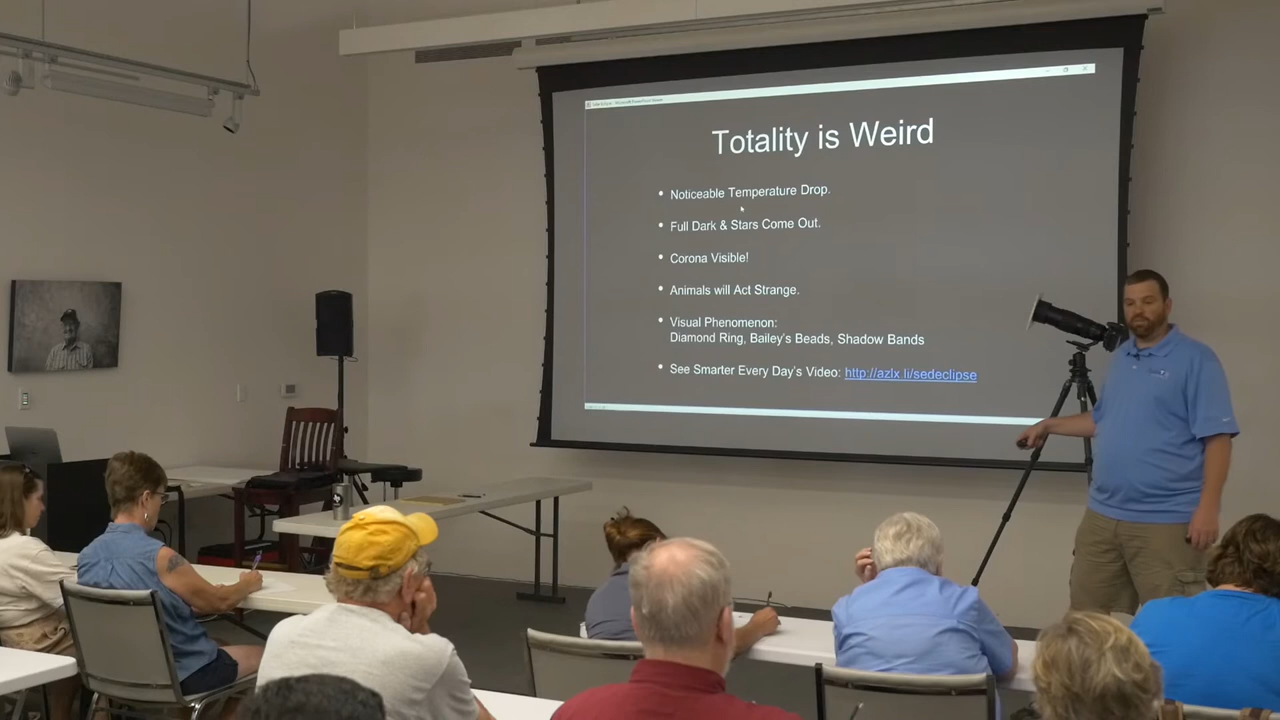 Totality is Weird
• Noticeable Temperature Drop.
• Full Dark & Stars Come Out.
• Corona Visible!
• Animals will Act Strange.
• Visual Phenomenon:
Diamond Ring, Bailey's Beads, Shadow Bands
• See Smarter Every Day's Video: http://azlx.li/sedeclipse